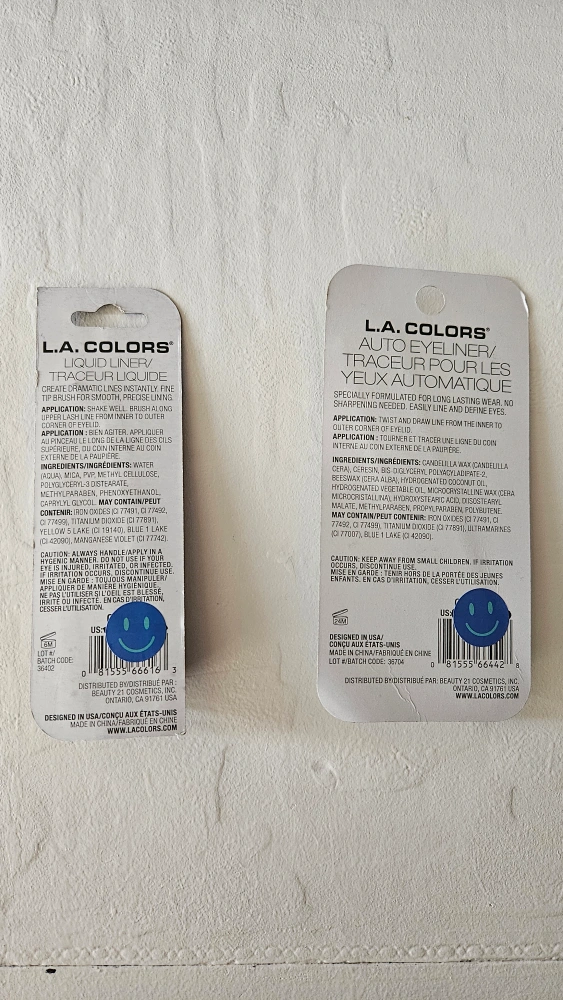 L.A. COLORS®
LIQUID LINER/
TRACEUR LIQUIDE
CREATE DRAMATIC LINES INSTANTLY. FINE
TIP BRUSH FOR SMOOTH, PRECISE LINING.
APPLICATION: SHAKE WELL. BRUSH ALONG
UPPER LASH LINE FROM INNER TO OUTER
CORNER OF EYELID.
APPLICATION : BIEN AGITER. APPLIQUER
AU PINCEAU LE LONG DE LA LIGNE DES CILS
SUPÉRIEURE, DU COIN INTERNE AU COIN
EXTERNE DE LA PAUPIÈRE.
INGREDIENTS/INGRÉDIENTS: WATER
(AQUA), MICA, PVP, METHYL CELLULOSE,
POLYGLYCERYL-3 DISTEARATE,
METHYLPARABEN, PHENOXYETHANOL,
CAPRYLYL GLYCOL. MAY CONTAIN/PEUT
CONTENIR: IRON OXIDES (CI 77491, CI 77492,
CI 77499), TITANIUM DIOXIDE (CI 77891),
YELLOW 5 LAKE (CI 19140), BLUE 1 LAKE
(CI 42090), MANGANESE VIOLET (CI 77742).
CAUTION: ALWAYS HANDLE/APPLY IN A
HYGENIC MANNER. DO NOT USE IF YOUR
EYE IS INJURED, IRRITATED, OR INFECTED.
IF IRRITATION OCCURS, DISCONTINUE USE.
MISE EN GARDE : TOUJOURS MANIPULER/
APPLIQUER DE MANIÈRE HYGIÉNIQUE.
NE PAS L'UTILISER SI L'OEIL EST BLESSÉ,
IRRITÉ OU INFECTÉ. EN CAS D'IRRITATION,
CESSER L'UTILISATION.
US:
6M
LOT #/
BATCH CODE:
36402
0 81555 66616 3
DISTRIBUTED BY/DISTRIBUÉ PAR :
BEAUTY 21 COSMETICS, INC.
ONTARIO, CA 91761 USA
DESIGNED IN USA/CONÇU AUX ÉTATS-UNIS
MADE IN CHINA/FABRIQUÉ EN CHINE
WWW.LACOLORS.COM
L.A. COLORS®
AUTO EYELINER/
TRACEUR POUR LES
YEUX AUTOMATIQUE
SPECIALLY FORMULATED FOR LONG LASTING WEAR. NO
SHARPENING NEEDED. EASILY LINE AND DEFINE EYES.
APPLICATION: TWIST AND DRAW LINE FROM THE INNER TO
OUTER CORNER OF EYELID.
APPLICATION : TOURNER ET TRACER UNE LIGNE DU COIN
INTERNE AU COIN EXTERNE DE LA PAUPIÈRE.
INGREDIENTS/INGRÉDIENTS: CANDELILLA WAX (CANDELILLA
CERA), CERESIN, BIS-DIGLYCERYL POLYACYLADIPATE-2,
BEESWAX (CERA ALBA), HYDROGENATED COCONUT OIL,
HYDROGENATED VEGETABLE OIL, MICROCRYSTALLINE WAX (CERA
MICROCRISTALLINA), HYDROXYSTEARIC ACID, DIISOSTEARYL
MALATE, METHYLPARABEN, PROPYLPARABEN, POLYBUTENE.
MAY CONTAIN/PEUT CONTENIR: IRON OXIDES (CI 77491, CI
77492, CI 77499), TITANIUM DIOXIDE (CI 77891), ULTRAMARINES
(CI 77007), BLUE 1 LAKE (CI 42090).
CAUTION: KEEP AWAY FROM SMALL CHILDREN. IF IRRITATION
OCCURS, DISCONTINUE USE.
MISE EN GARDE : TENIR HORS DE LA PORTÉE DES JEUNES
ENFANTS. EN CAS D'IRRITATION, CESSER L'UTILISATION.
24M
US:
DESIGNED IN USA/
CONÇU AUX ÉTATS-UNIS
MADE IN CHINA/FABRIQUÉ EN CHINE
LOT #/BATCH CODE: 36704
0 81555 66442 8
DISTRIBUTED BY/DISTRIBUÉ PAR : BEAUTY 21 COSMETICS, INC.
ONTARIO, CA 91761 USA
WWW.LACOLORS.COM